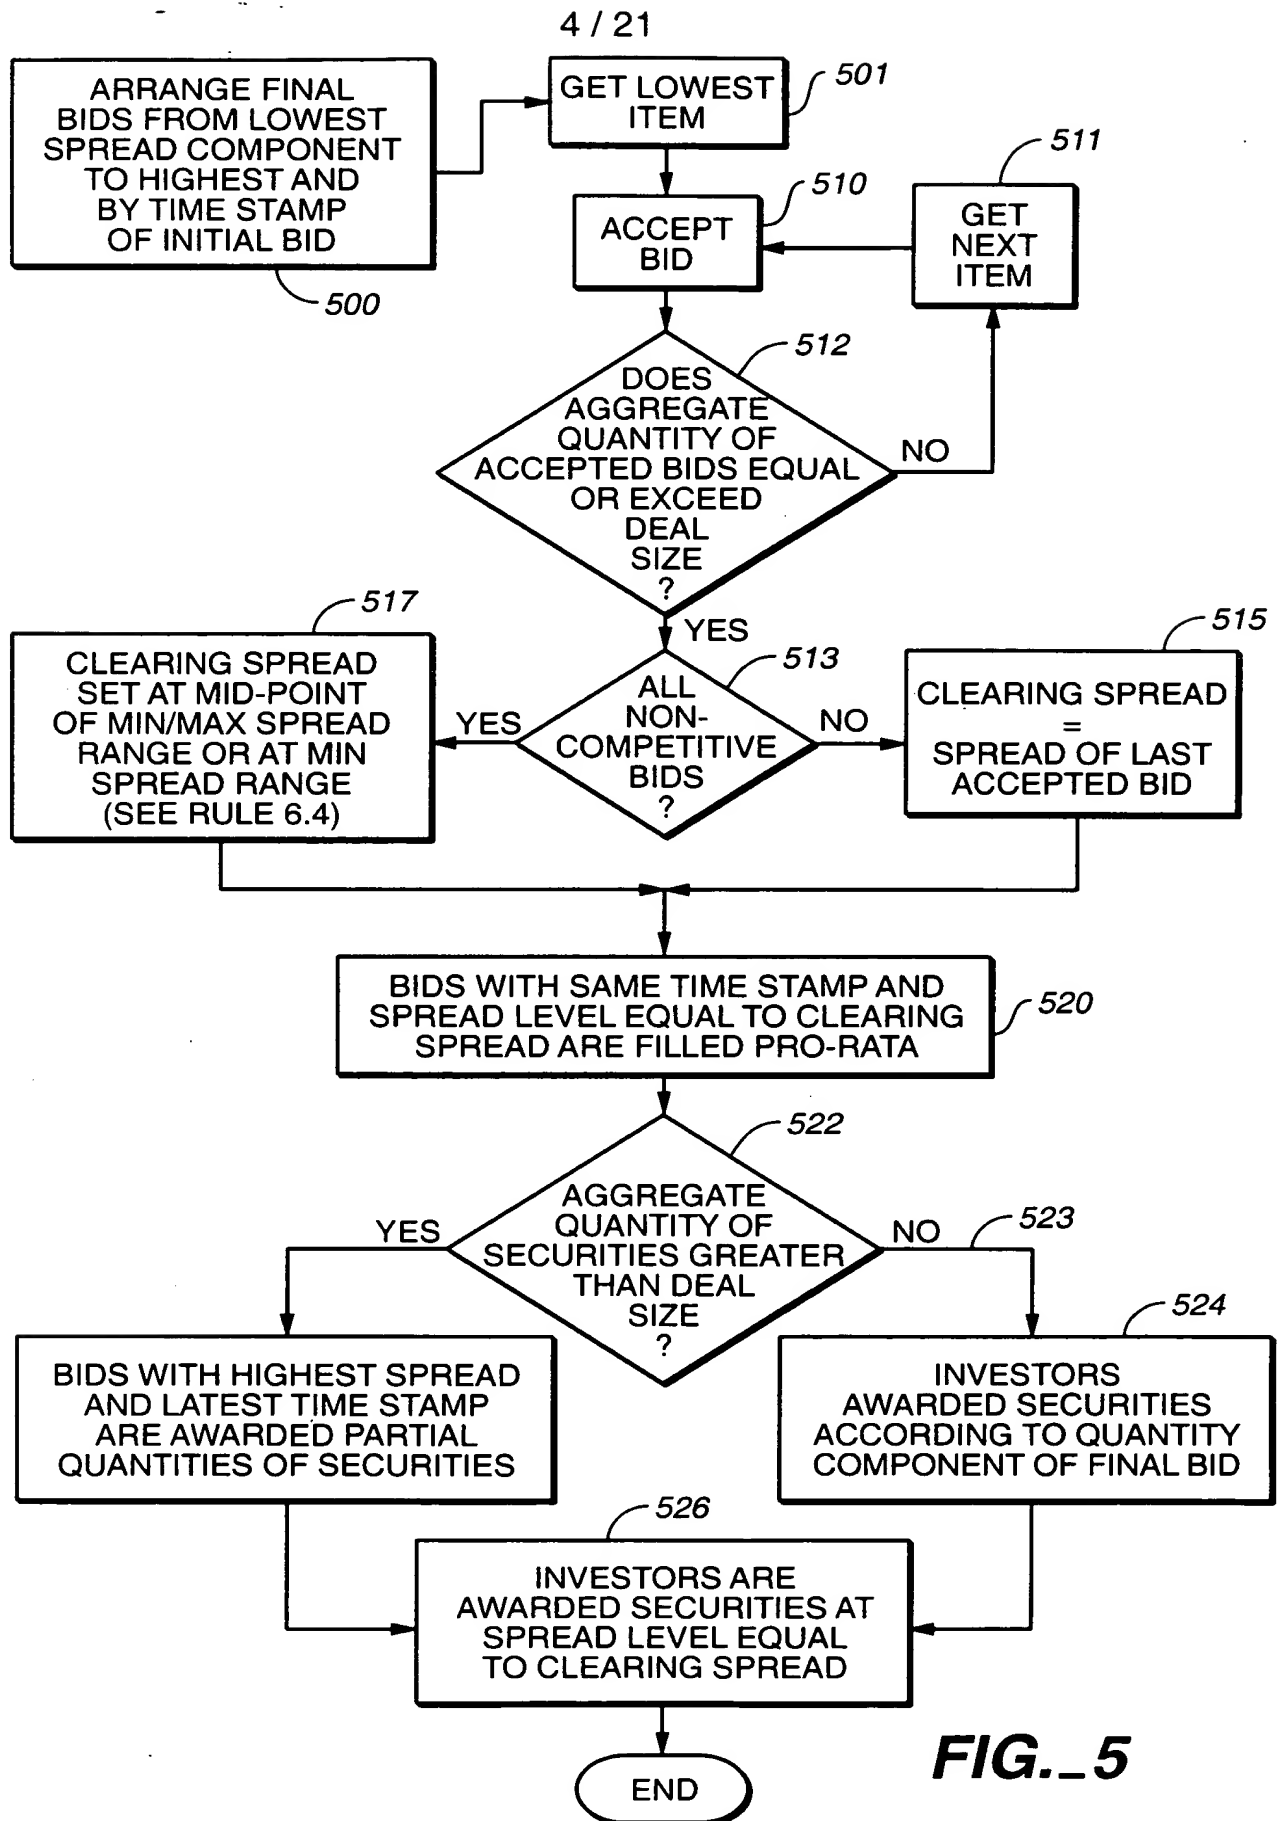 4 / 21
ARRANGE FINAL
BIDS FROM LOWEST
SPREAD COMPONENT
TO HIGHEST AND
BY TIME STAMP
OF INITIAL BID
500
GET LOWEST
ITEM
501
ACCEPT
BID
510
GET
NEXT
ITEM
511
DOES
AGGREGATE
QUANTITY OF
ACCEPTED BIDS EQUAL
OR EXCEED
DEAL
SIZE
?
512
NO
YES
ALL
NON-
COMPETITIVE
BIDS
?
513
YES
NO
CLEARING SPREAD
SET AT MID-POINT
OF MIN/MAX SPREAD
RANGE OR AT MIN
SPREAD RANGE
(SEE RULE 6.4)
517
CLEARING SPREAD
=
SPREAD OF LAST
ACCEPTED BID
515
BIDS WITH SAME TIME STAMP AND
SPREAD LEVEL EQUAL TO CLEARING
SPREAD ARE FILLED PRO-RATA
520
AGGREGATE
QUANTITY OF
SECURITIES GREATER
THAN DEAL
SIZE
?
522
YES
NO
523
BIDS WITH HIGHEST SPREAD
AND LATEST TIME STAMP
ARE AWARDED PARTIAL
QUANTITIES OF SECURITIES
INVESTORS
AWARDED SECURITIES
ACCORDING TO QUANTITY
COMPONENT OF FINAL BID
524
INVESTORS ARE
AWARDED SECURITIES AT
SPREAD LEVEL EQUAL
TO CLEARING SPREAD
526
END
FIG._5